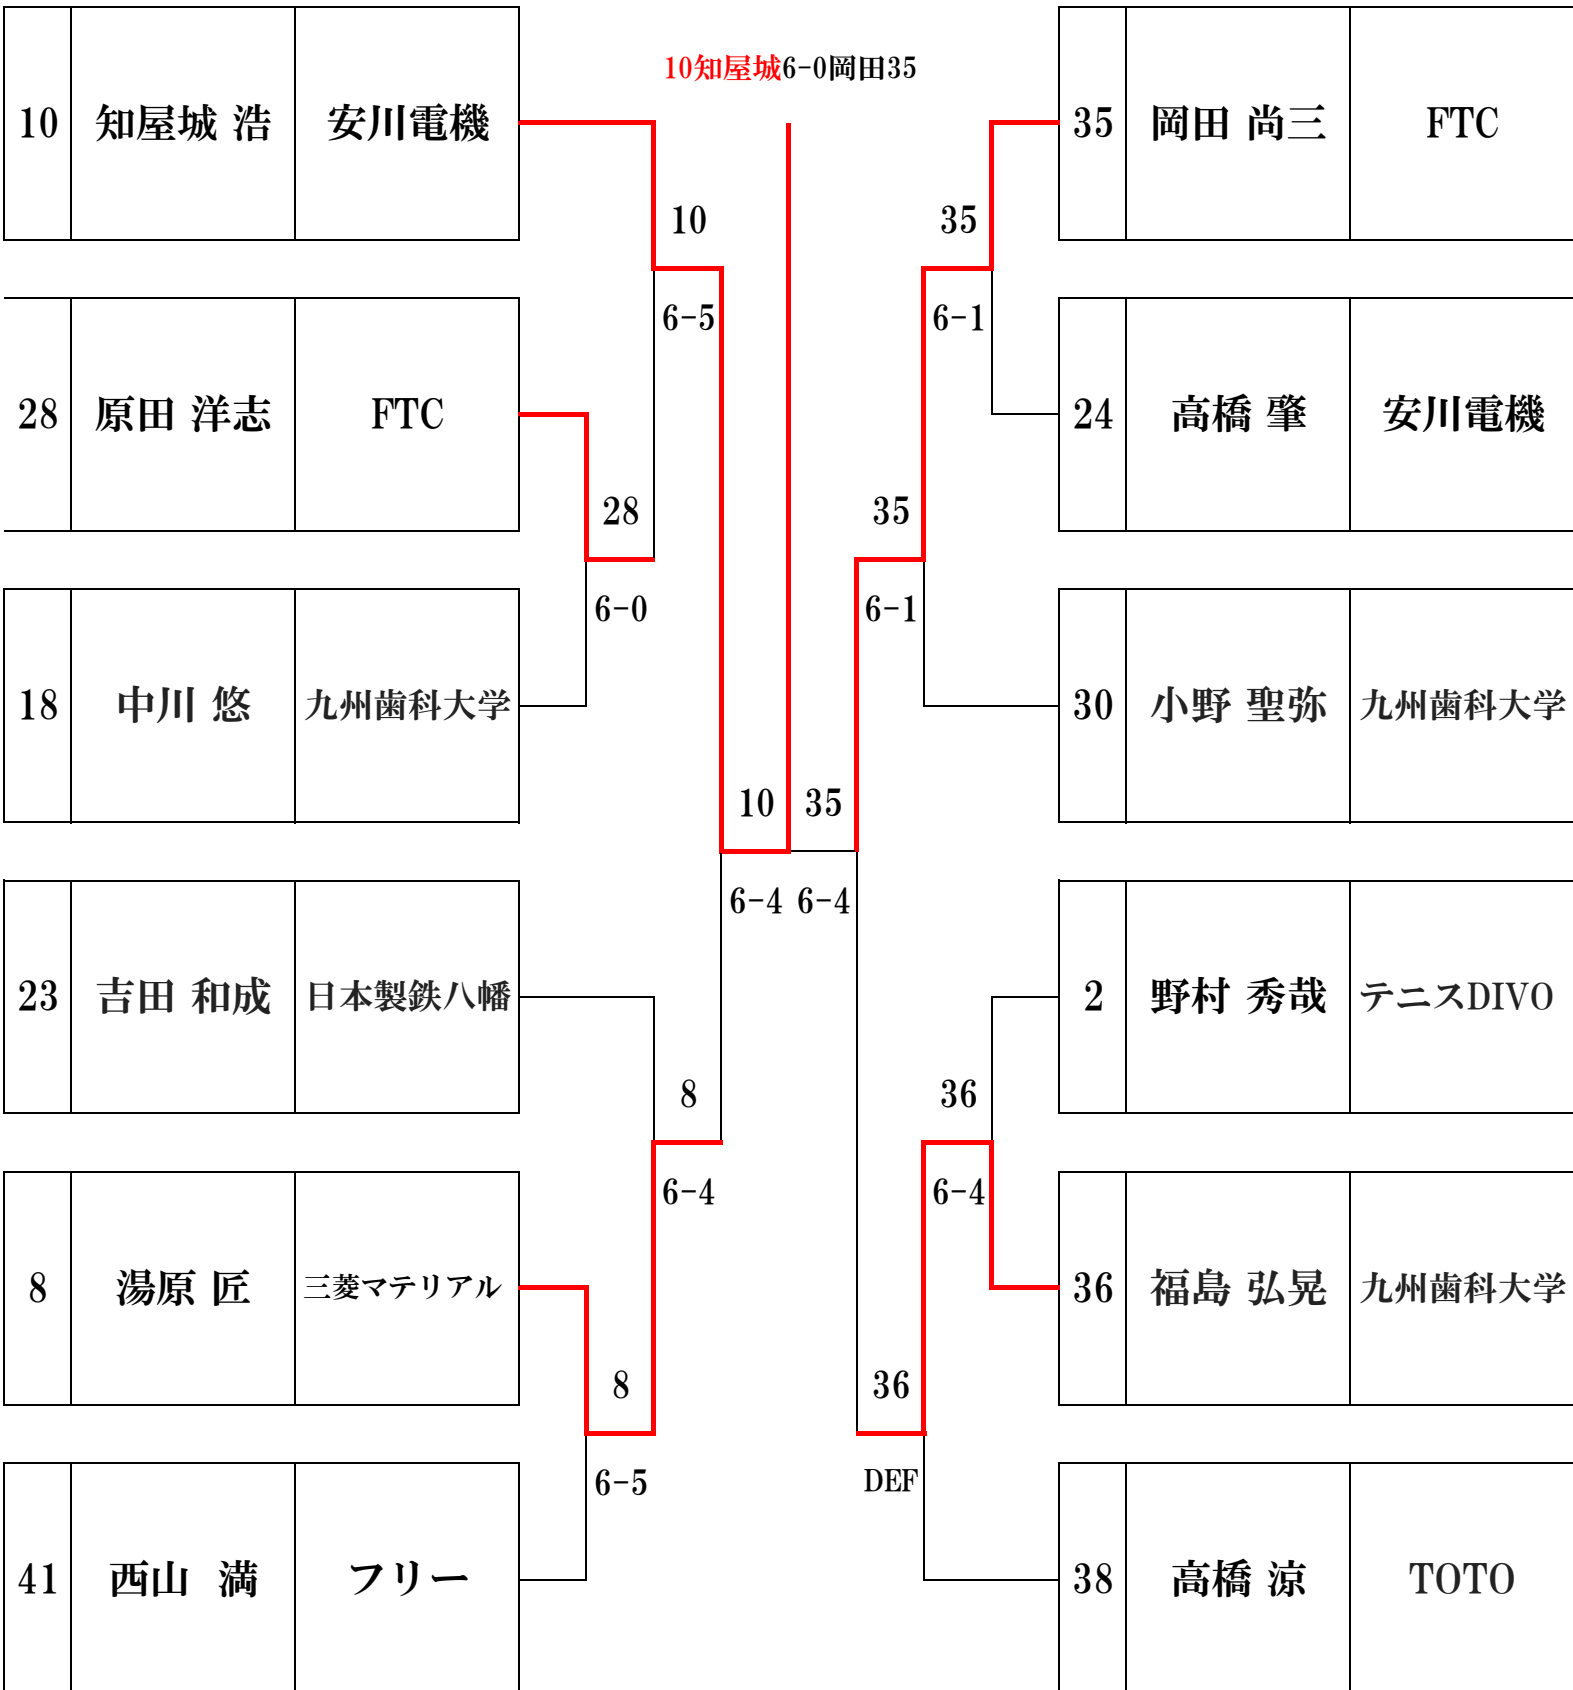 10知屋城6-0岡田35
10 知屋城 浩 安川電機
35 岡田 尚三 FTC
10
35
6-5
6-1
28 原田 洋志 FTC
24 高橋 肇 安川電機
28
35
6-0
6-1
18 中川 悠 九州歯科大学
30 小野 聖弥 九州歯科大学
10 35
6-4 6-4
23 吉田 和成 日本製鉄八幡
2 野村 秀哉 テニスDIVO
8
36
6-4
6-4
8 湯原 匠 三菱マテリアル
36 福島 弘晃 九州歯科大学
8
36
6-5
DEF
41 西山 満 フリー
38 高橋 涼 TOTO